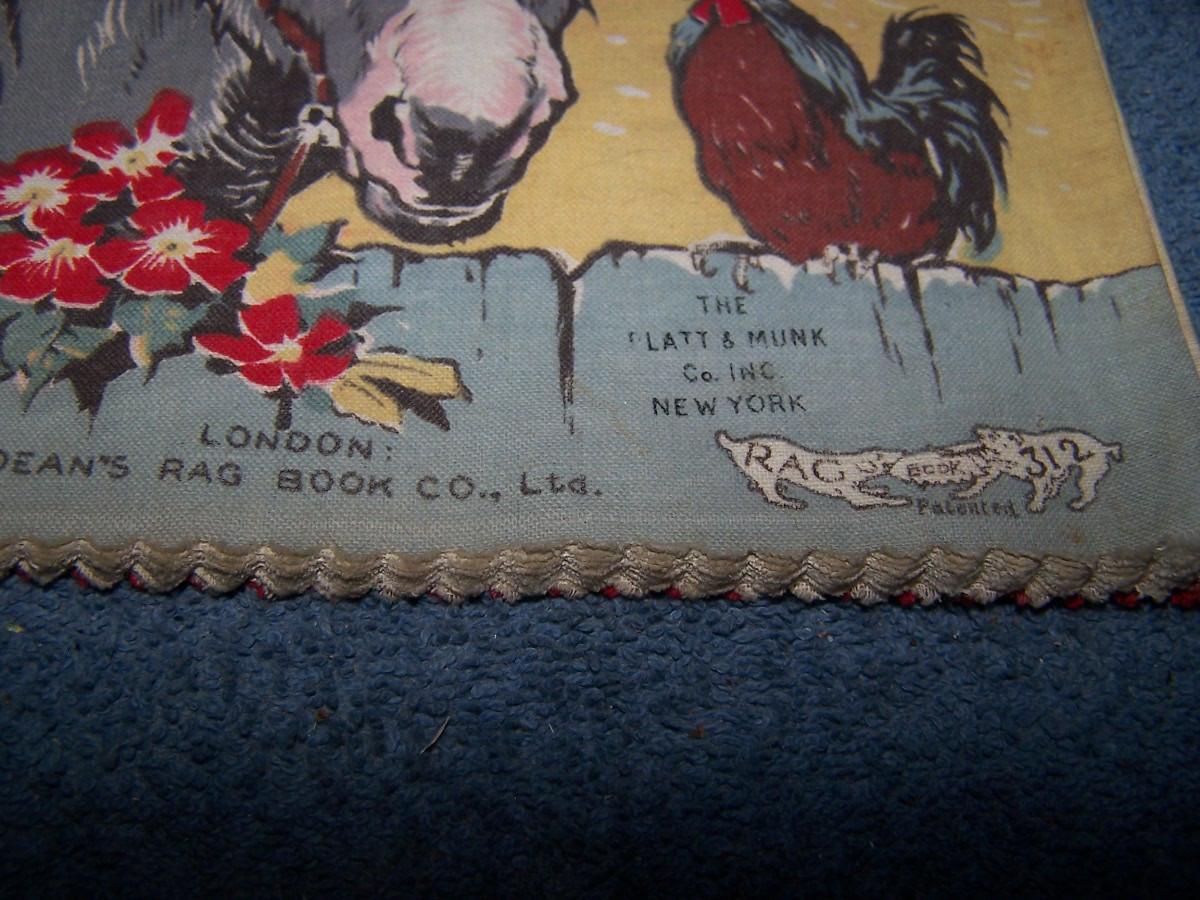 THE
PLATT & MUNK
Co. INC.
NEW YORK
LONDON:
DEAN'S RAG BOOK CO., Ltd.
RAG BOOK 312
Patented